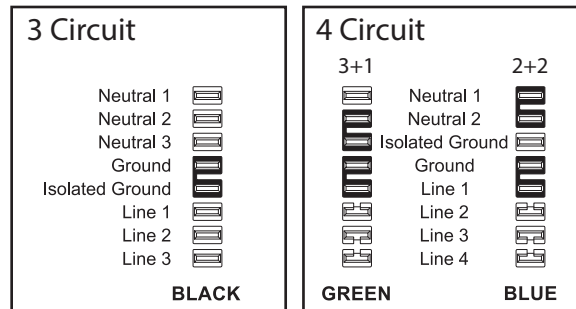 3 Circuit
Neutral 1
Neutral 2
Neutral 3
Ground
Isolated Ground
Line 1
Line 2
Line 3
BLACK
4 Circuit
3+1 2+2
Neutral 1
Neutral 2
Isolated Ground
Ground
Line 1
Line 2
Line 3
Line 4
GREEN BLUE